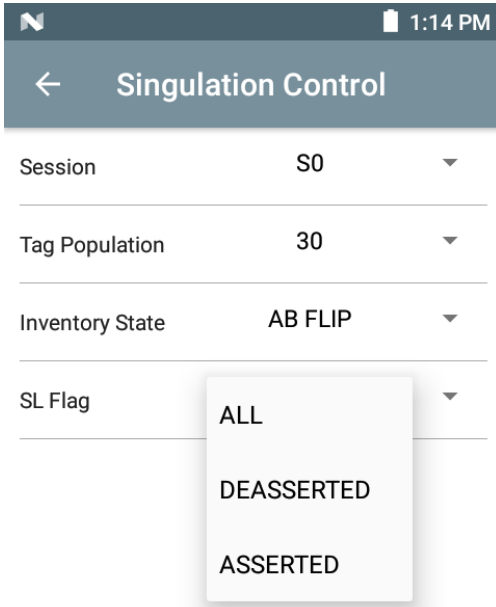 1:14 PM
Singulation Control
Session S0
Tag Population 30
Inventory State AB FLIP
SL Flag
ALL
DEASSERTED
ASSERTED